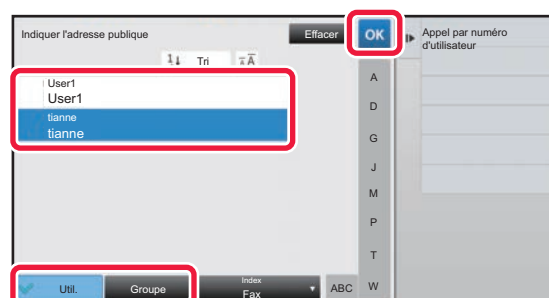 Indiquer l'adresse publique
Effacer
OK
Appel par numéro
d'utilisateur
Tri
User1
User1
tianne
tianne
A
D
G
J
M
P
T
W
Util.
Groupe
Index
Fax
ABC